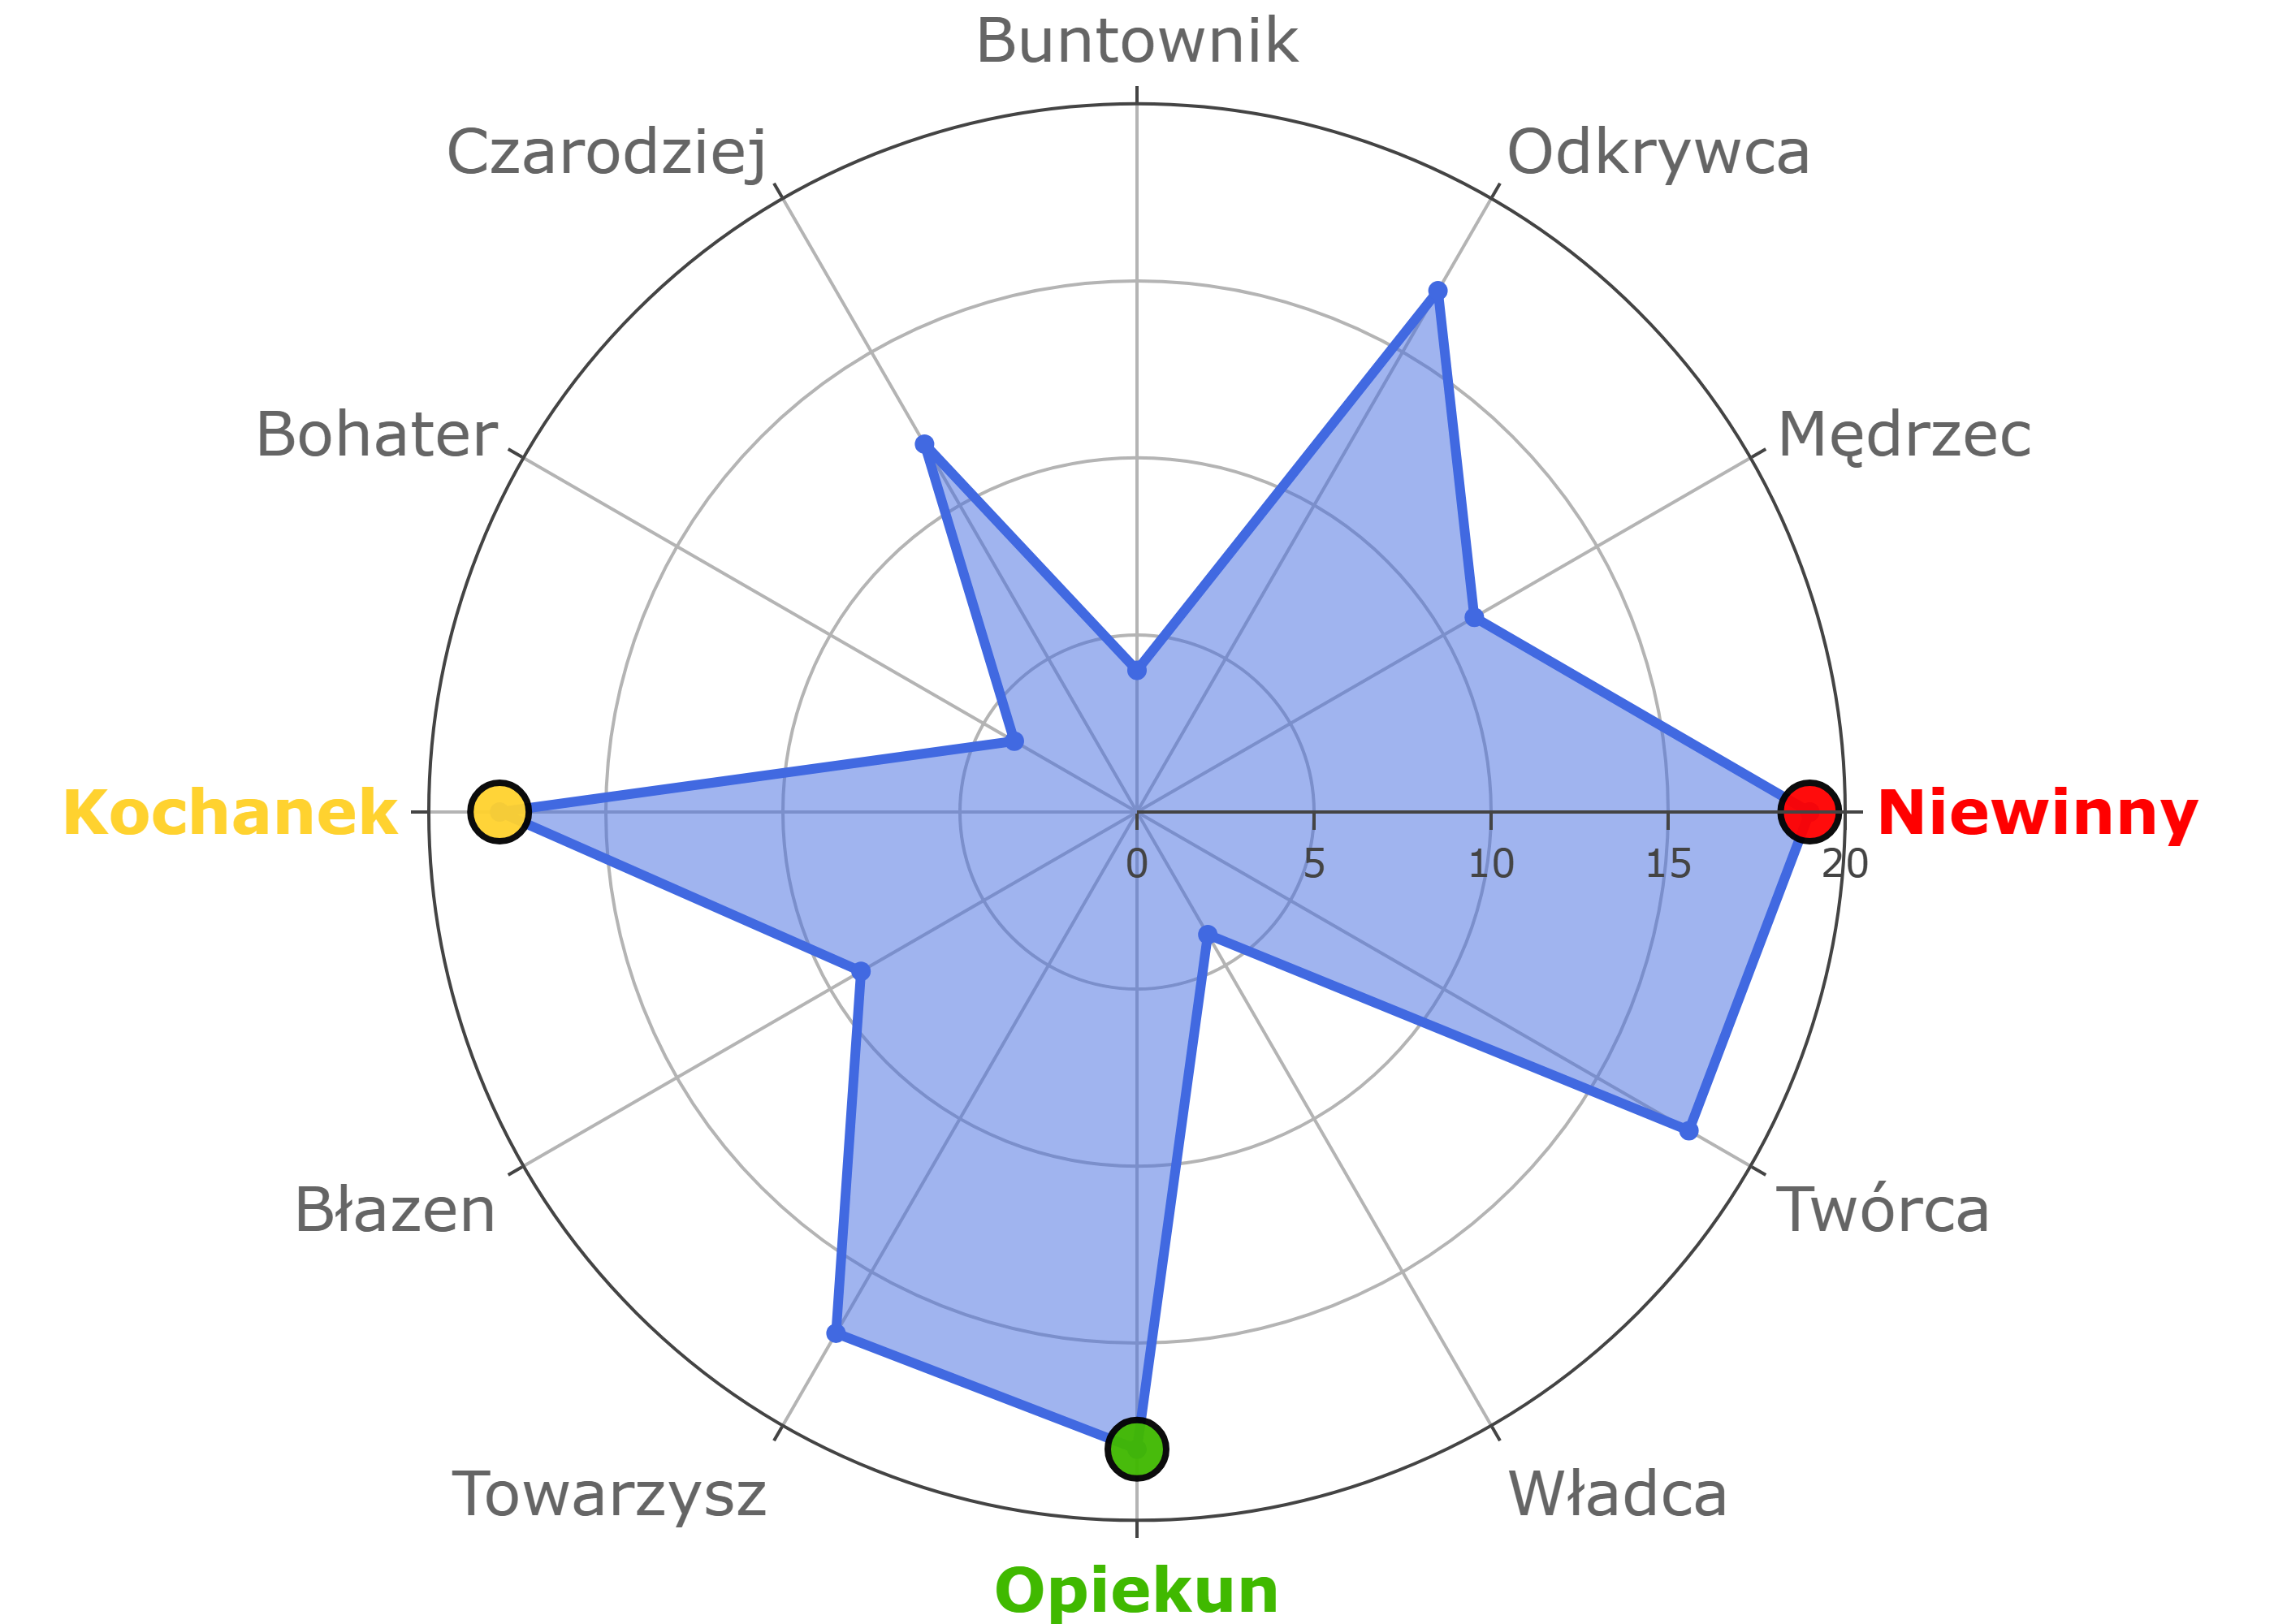 Buntownik
Czarodziej
Odkrywca
Bohater
Mędrzec
Kochanek
Niewinny
0 5 10 15 20
Błazen
Twórca
Towarzysz
Władca
Opiekun